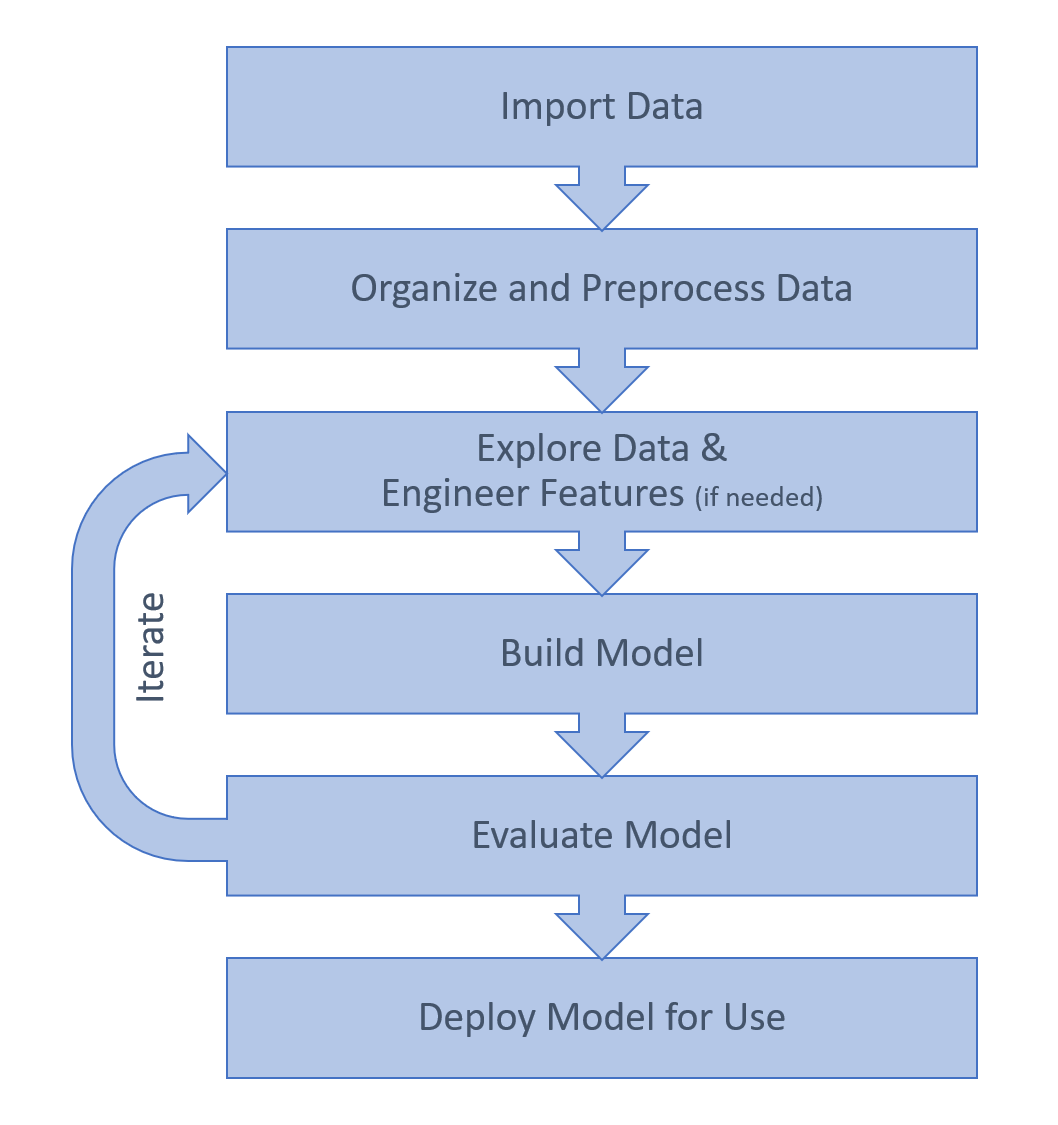 Import Data
Organize and Preprocess Data
Explore Data &
Engineer Features (if needed)
Iterate
Build Model
Evaluate Model
Deploy Model for Use